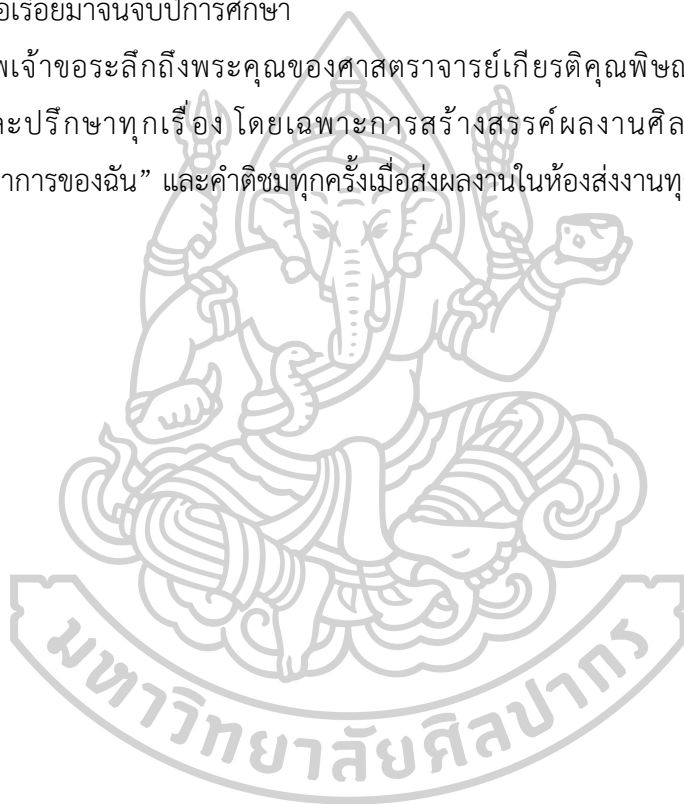 อเรื่อยมาจนจบปีการศึกษา
พเจ้าขอระลึกถึงพระคุณของศาสตราจารย์เกียรติคุณพิษณ
ละปรึกษาทุกเรื่อง โดยเฉพาะการสร้างสรรค์ผลงานศิล
าการของฉัน” และคำติชมทุกครั้งเมื่อส่งผลงานในห้องส่งงานทุ
มหาวิทยาลัยศิลปากร